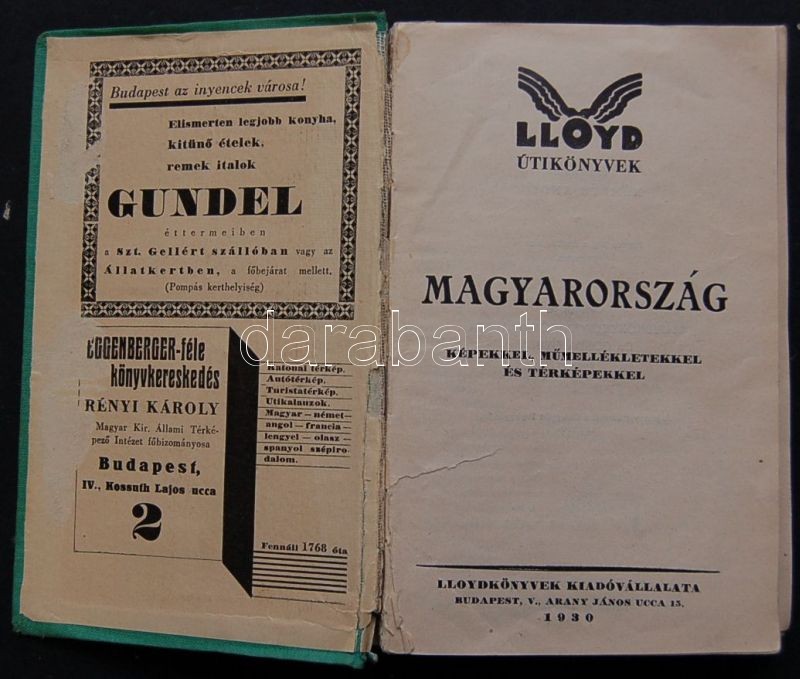 Budapest az inyencek városa!
Elismerten legjobb konyha,
kitünő ételek,
remek italok
GUNDEL
éttermeiben
a Szt. Gellért szállóban vagy az
Állatkertben, a főbejárat mellett.
(Pompás kerthelyiség)
EGGENBERGER-féle
könyvkereskedés
RÉNYI KÁROLY
Magyar Kir. Állami Térké-
pező Intézet főbizományosa
Budapest,
IV., Kossuth Lajos ucca
2
Katonai térkép.
Autótérkép.
Turistatérkép.
Utikalauzok.
Magyar – német-
angol – francia –
lengyel – olasz –
spanyol szépiro-
dalom.
Fennáll 1768 óta
LLOYD
ÚTIKÖNYVEK
MAGYARORSZÁG
KÉPEKKEL, MŰMELLÉKLETEKKEL
ÉS TÉRKÉPEKKEL
LLOYDKÖNYVEK KIADÓVÁLLALATA
BUDAPEST, V., ARANY JÁNOS UCCA 15.
1930
darabanth